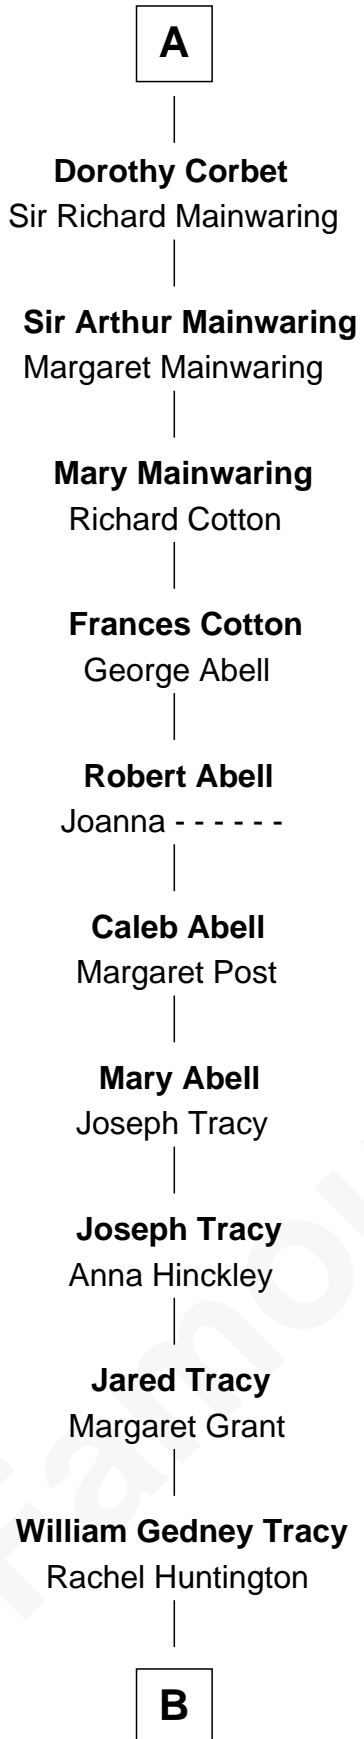 A
Dorothy Corbet
Sir Richard Mainwaring
Sir Arthur Mainwaring
Margaret Mainwaring
Mary Mainwaring
Richard Cotton
Frances Cotton
George Abell
Robert Abell
Joanna - - - - - -
Caleb Abell
Margaret Post
Mary Abell
Joseph Tracy
Joseph Tracy
Anna Hinckley
Jared Tracy
Margaret Grant
William Gedney Tracy
Rachel Huntington
B
Famou